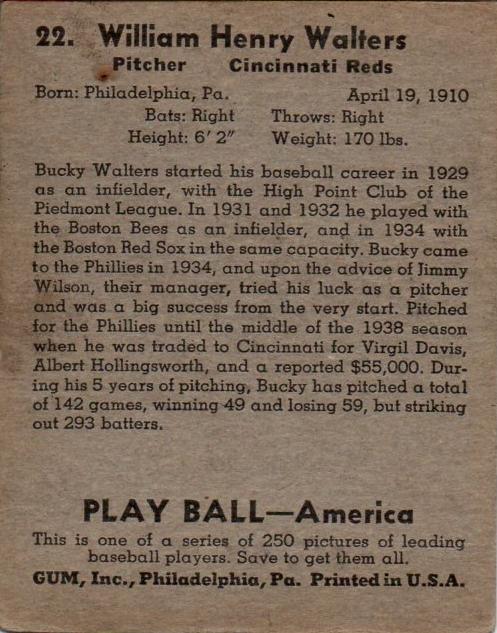 22. William Henry Walters
Pitcher Cincinnati Reds
Born: Philadelphia, Pa. April 19, 1910
Bats: Right Throws: Right
Height: 6' 2" Weight: 170 lbs.
Bucky Walters started his baseball career in 1929
as an infielder, with the High Point Club of the
Piedmont League. In 1931 and 1932 he played with
the Boston Bees as an infielder, and in 1934 with
the Boston Red Sox in the same capacity. Bucky came
to the Phillies in 1934, and upon the advice of Jimmy
Wilson, their manager, tried his luck as a pitcher
and was a big success from the very start. Pitched
for the Phillies until the middle of the 1938 season
when he was traded to Cincinnati for Virgil Davis,
Albert Hollingsworth, and a reported $55,000. Dur-
ing his 5 years of pitching, Bucky has pitched a total
of 142 games, winning 49 and losing 59, but striking
out 293 batters.
PLAY BALL—America
This is one of a series of 250 pictures of leading
baseball players. Save to get them all.
GUM, Inc., Philadelphia, Pa. Printed in U.S.A.